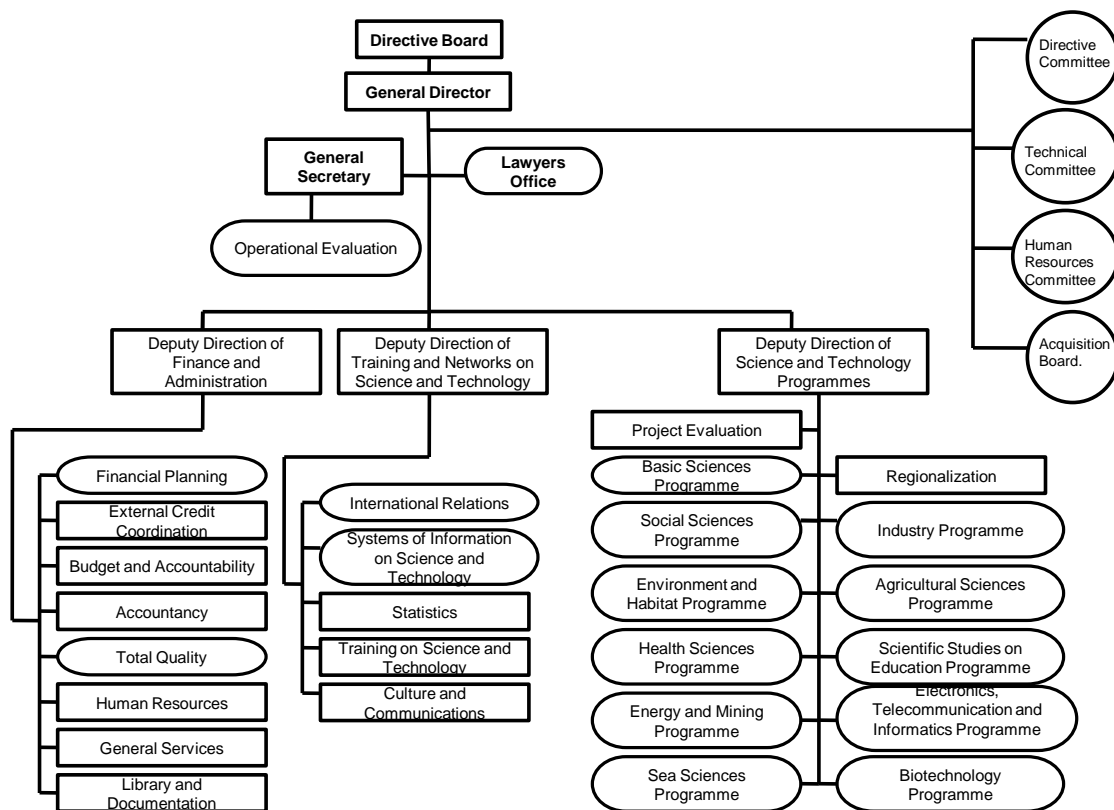 Directive Board
General Director
General
Secretary
Lawyers
Office
Operational Evaluation
Directive
Committee
Technical
Committee
Human
Resources
Committee
Acquisition
Board.
Deputy Direction of
Finance and
Administration
Deputy Direction of
Training and Networks on
Science and Technology
Deputy Direction of
Science and Technology
Programmes
Financial Planning
External Credit
Coordination
Budget and Accountability
Accountancy
Total Quality
Human Resources
General Services
Library and
Documentation
International Relations
Systems of Information
on Science and
Technology
Statistics
Training on Science and
Technology
Culture and
Communications
Project Evaluation
Basic Sciences
Programme
Regionalization
Social Sciences
Programme
Industry Programme
Environment and
Habitat Programme
Agricultural Sciences
Programme
Health Sciences
Programme
Scientific Studies on
Education Programme
Energy and Mining
Programme
Electronics,
Telecommunication and
Informatics Programme
Sea Sciences
Programme
Biotechnology
Programme